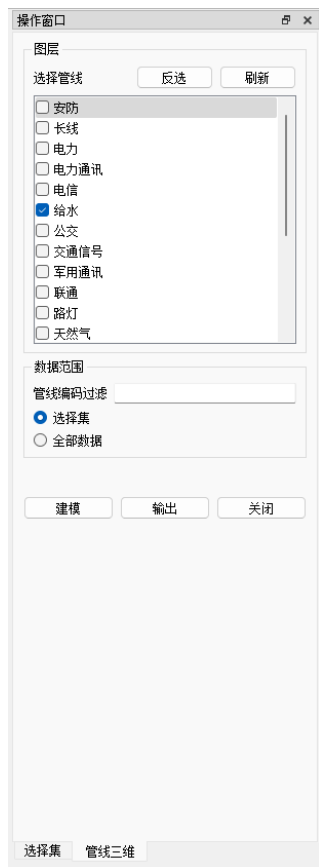 操作窗口
图层
选择管线 反选 刷新
安防
长线
电力
电力通讯
电信
给水
公交
交通信号
军用通讯
联通
路灯
天然气
数据范围
管线编码过滤
选择集
全部数据
建模 输出 关闭
选择集 管线三维